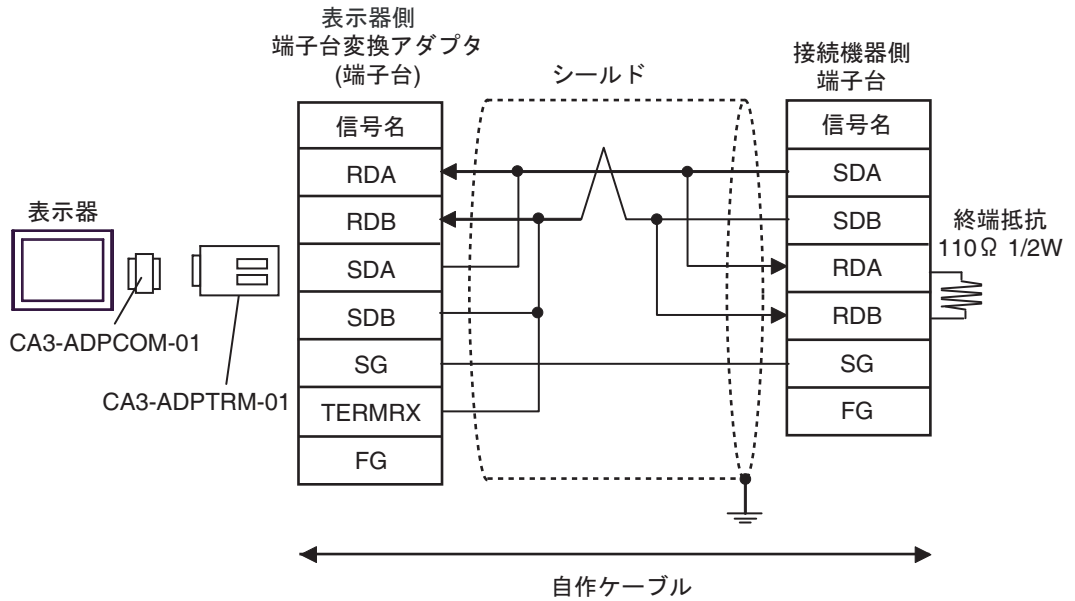 表示器側
端子台変換アダプタ
(端子台)
シールド
接続機器側
端子台
信号名
RDA
RDB
SDA
SDB
SG
TERMRX
FG
信号名
SDA
SDB
RDA
RDB
SG
FG
終端抵抗
110Ω 1/2W
表示器
CA3-ADPCOM-01
CA3-ADPTRM-01
自作ケーブル